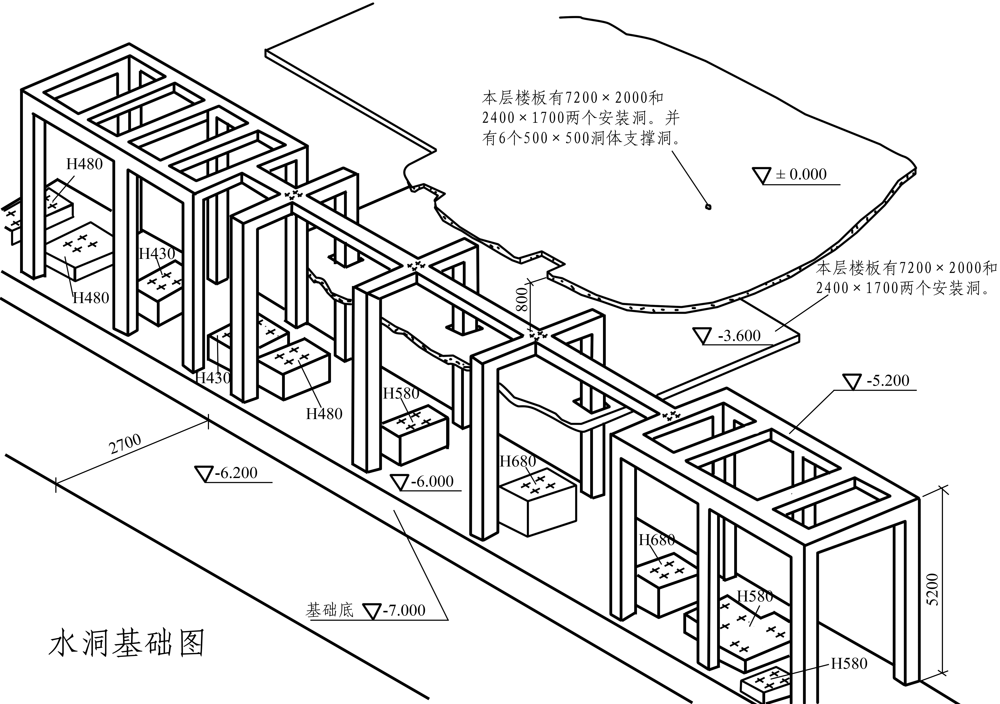 本层楼板有7200×2000和
2400×1700两个安装洞。并
有6个500×500洞体支撑洞。
±0.000
H480
H430
H480
本层楼板有7200×2000和
2400×1700两个安装洞。
800
-3.600
H430
H480
H580
-5.200
2700
-6.200
-6.000
H680
H680
5200
H580
基础底 -7.000
水洞基础图
H580